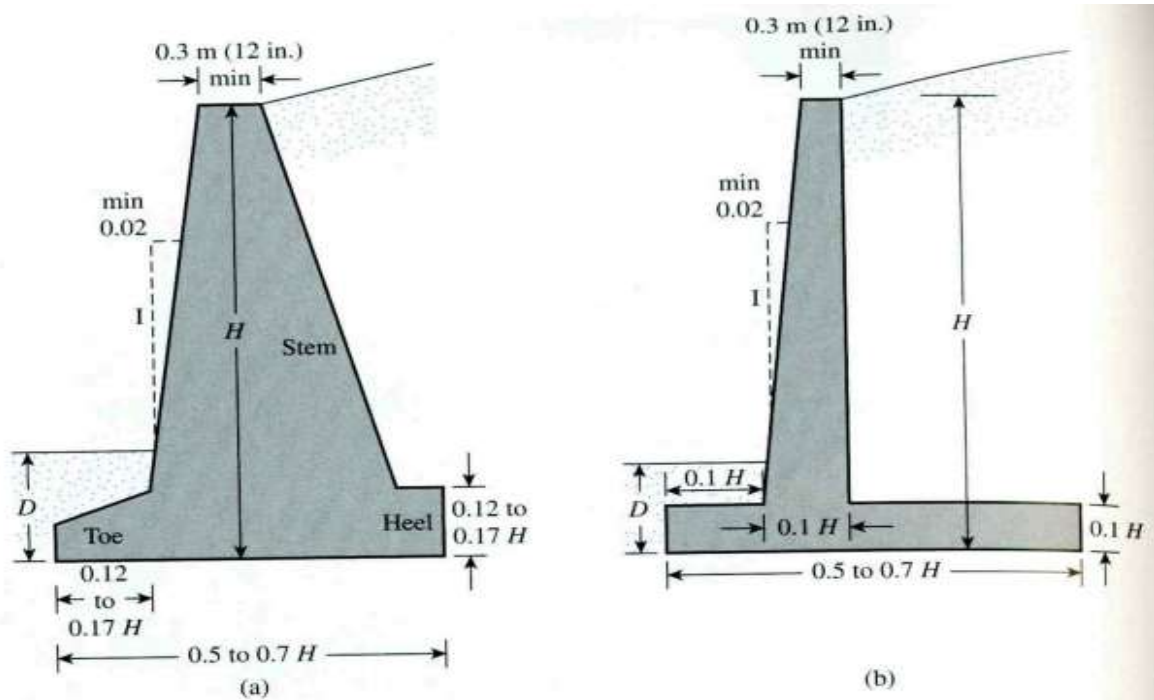 0.3 m (12 in.)
min
min
0.02
1
H
Stem
D
Toe
Heel
0.12 to
0.17 H
0.12
to
0.17 H
0.5 to 0.7 H
(a)
0.3 m (12 in.)
min
min
0.02
1
H
0.1 H
D
0.1 H
0.1 H
0.5 to 0.7 H
(b)